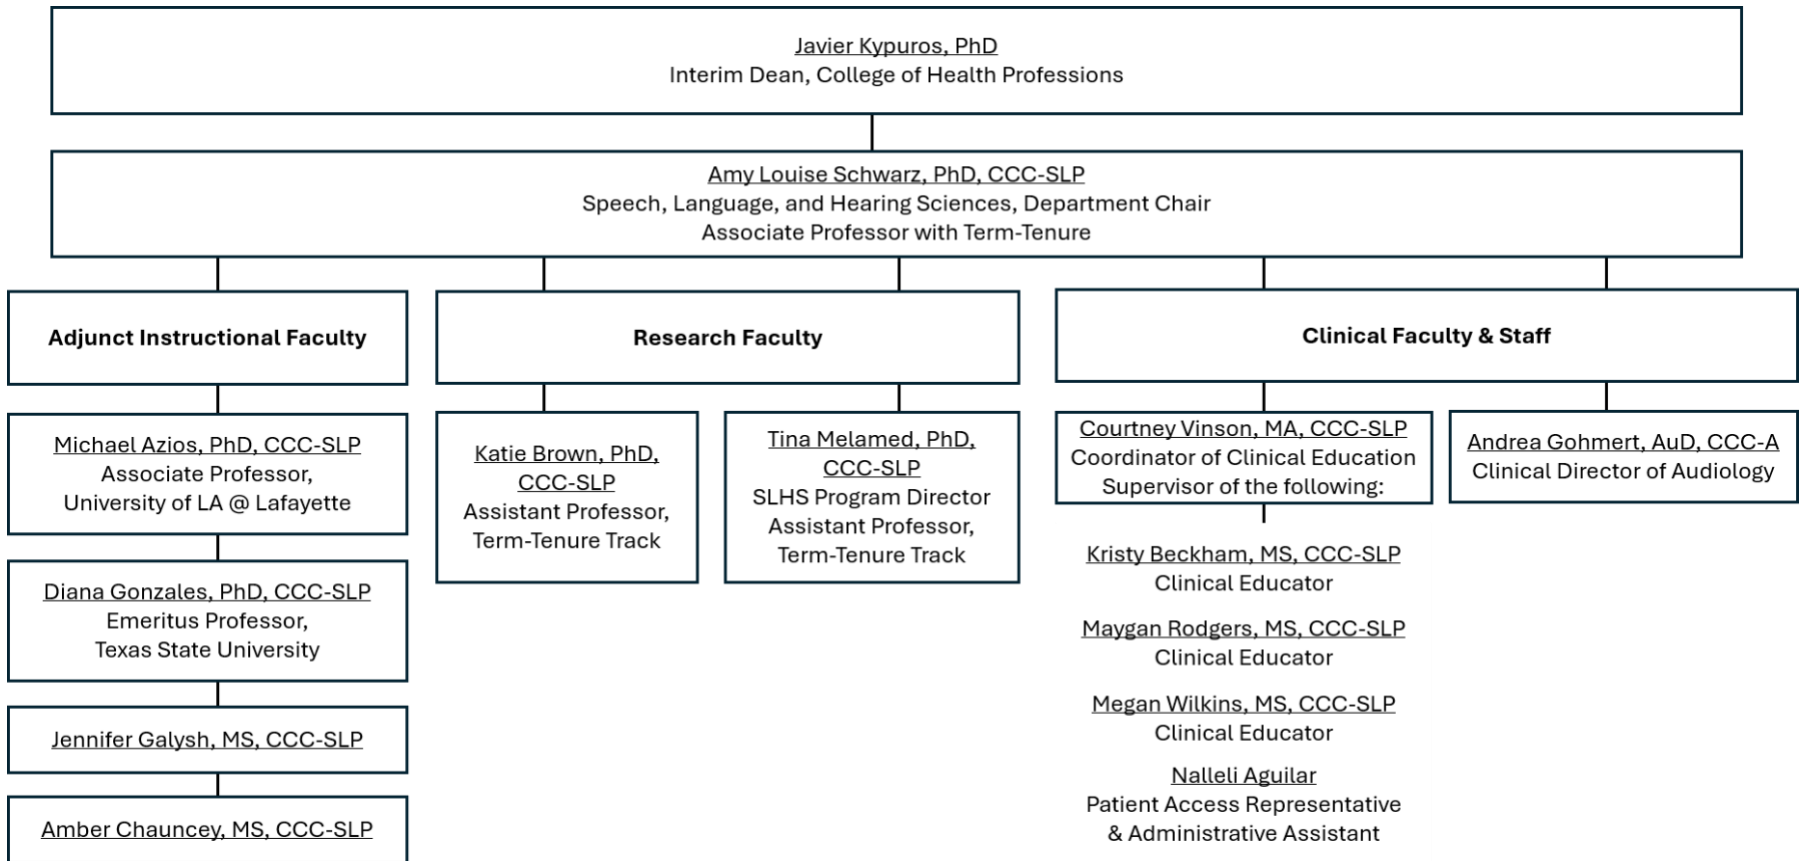 Javier Kypuros, PhD
Interim Dean, College of Health Professions
Amy Louise Schwarz, PhD, CCC-SLP
Speech, Language, and Hearing Sciences, Department Chair
Associate Professor with Term-Tenure
Adjunct Instructional Faculty
Michael Azios, PhD, CCC-SLP
Associate Professor,
University of LA @ Lafayette
Diana Gonzales, PhD, CCC-SLP
Emeritus Professor,
Texas State University
Jennifer Galysh, MS, CCC-SLP
Amber Chauncey, MS, CCC-SLP
Research Faculty
Katie Brown, PhD,
CCC-SLP
Assistant Professor,
Term-Tenure Track
Tina Melamed, PhD,
CCC-SLP
SLHS Program Director
Assistant Professor,
Term-Tenure Track
Clinical Faculty & Staff
Courtney Vinson, MA, CCC-SLP
Coordinator of Clinical Education
Supervisor of the following:
Kristy Beckham, MS, CCC-SLP
Clinical Educator
Maygan Rodgers, MS, CCC-SLP
Clinical Educator
Megan Wilkins, MS, CCC-SLP
Clinical Educator
Nalleli Aguilar
Patient Access Representative
& Administrative Assistant
Andrea Gohmert, AuD, CCC-A
Clinical Director of Audiology